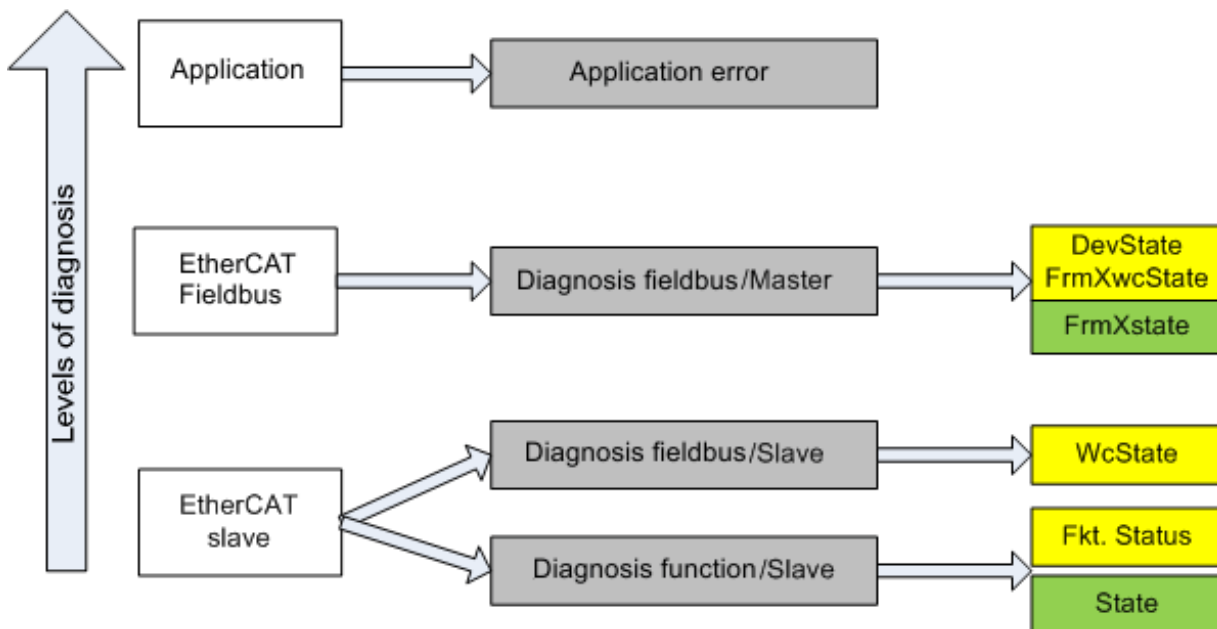 Levels of diagnosis
Application
Application error
EtherCAT
Fieldbus
Diagnosis fieldbus/Master
DevState
FrmXwcState
FrmXstate
EtherCAT
slave
Diagnosis fieldbus/Slave
WcState
Diagnosis function/Slave
Fkt. Status
State